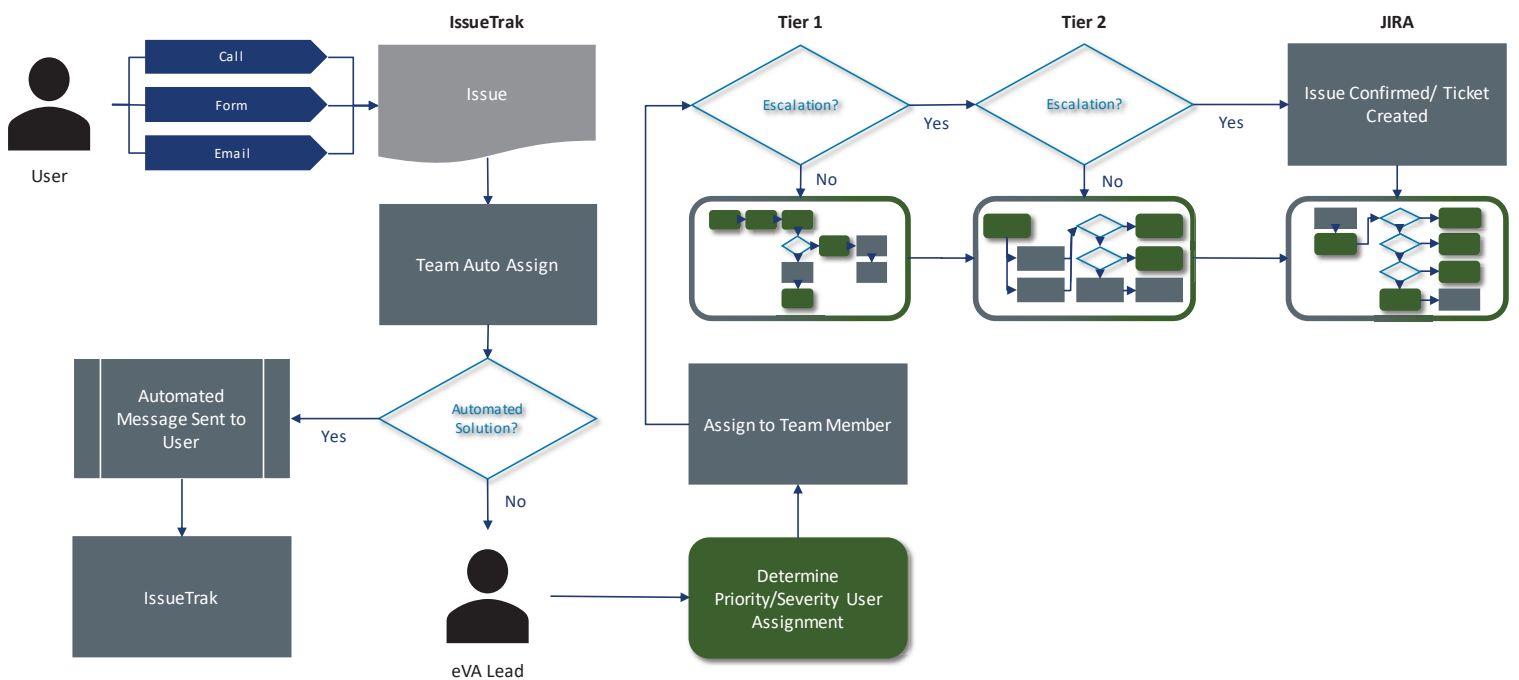 IssueTrak
Tier 1
Tier 2
JIRA
Call
Form
Email
User
Issue
Escalation?
Yes
No
Escalation?
Yes
No
Issue Confirmed/ Ticket
Created
Team Auto Assign
Automated
Message Sent to
User
Yes
Automated
Solution?
No
Assign to Team Member
IssueTrak
eVA Lead
Determine
Priority/Severity User
Assignment